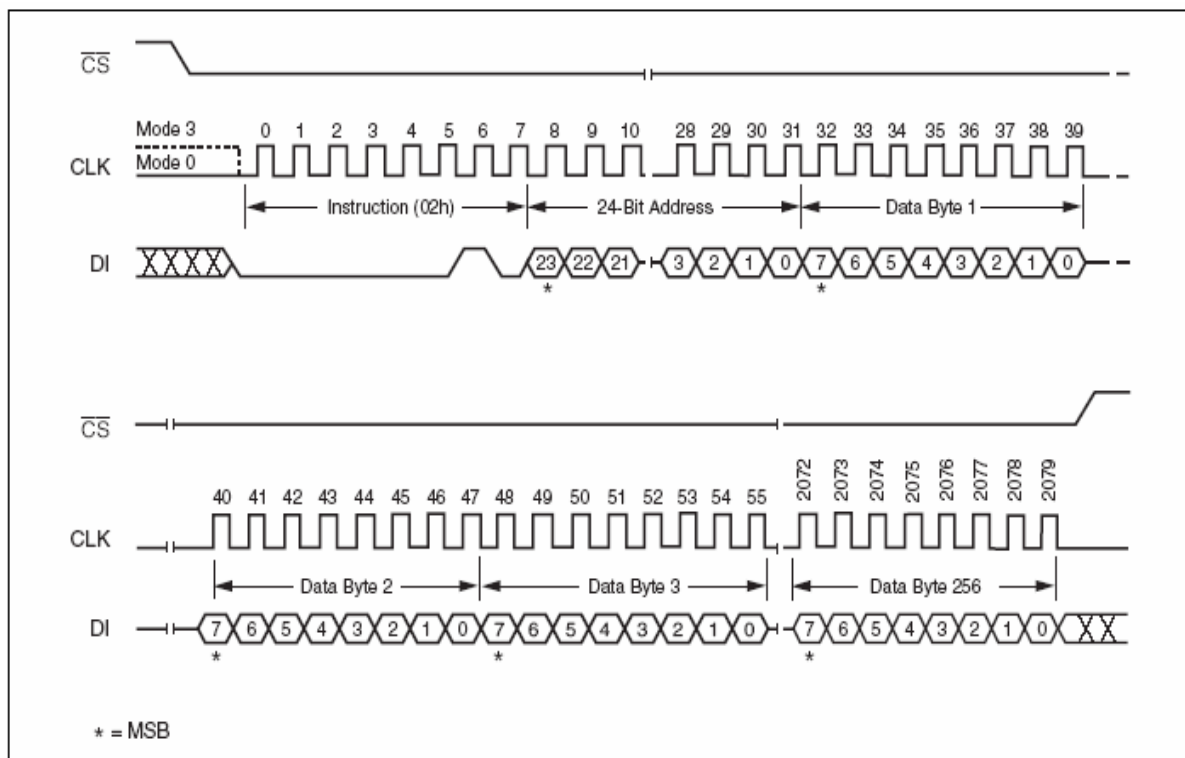 CS
Mode 3
0 1 2 3 4 5 6 7 8 9 10 28 29 30 31 32 33 34 35 36 37 38 39
CLK
Mode 0
Instruction (02h) 24-Bit Address Data Byte 1
DI 23 22 21 3 2 1 0 7 6 5 4 3 2 1 0
* *
CS
40 41 42 43 44 45 46 47 48 49 50 51 52 53 54 55 2072 2073 2074 2075 2076 2077 2078 2079
CLK
Data Byte 2 Data Byte 3 Data Byte 256
DI 7 6 5 4 3 2 1 0 7 6 5 4 3 2 1 0 7 6 5 4 3 2 1 0
* * *
* = MSB